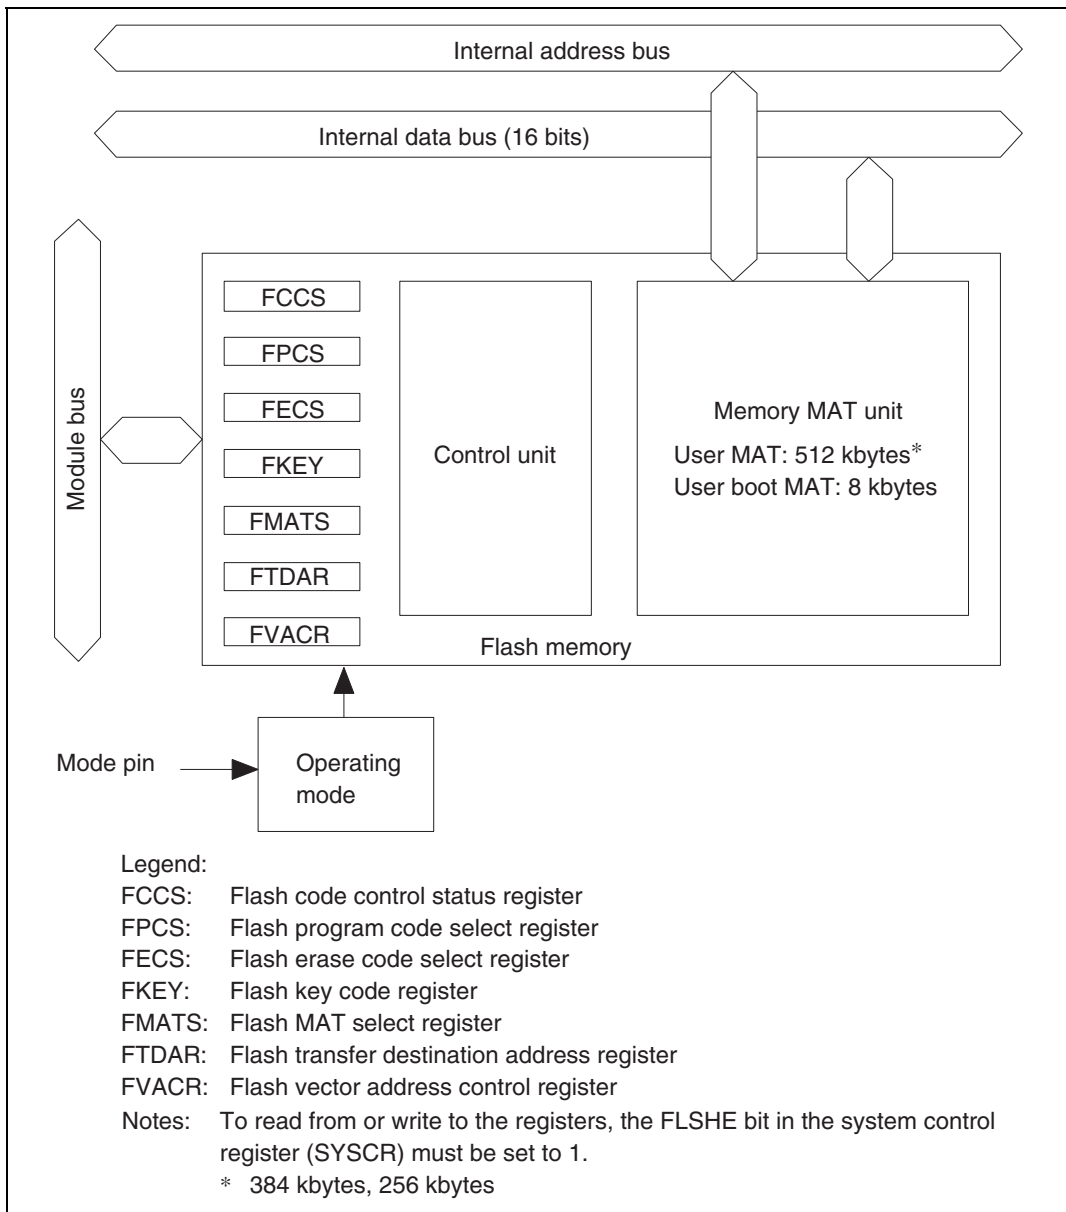 Internal address bus
Internal data bus (16 bits)
Module bus
FCCS
FPCS
FECS
FKEY
FMATS
FTDAR
FVACR
Control unit
Memory MAT unit
User MAT: 512 kbytes*
User boot MAT: 8 kbytes
Flash memory
Mode pin
Operating
mode
Legend:
FCCS: Flash code control status register
FPCS: Flash program code select register
FECS: Flash erase code select register
FKEY: Flash key code register
FMATS: Flash MAT select register
FTDAR: Flash transfer destination address register
FVACR: Flash vector address control register
Notes: To read from or write to the registers, the FLSHE bit in the system control
register (SYSCR) must be set to 1.
* 384 kbytes, 256 kbytes